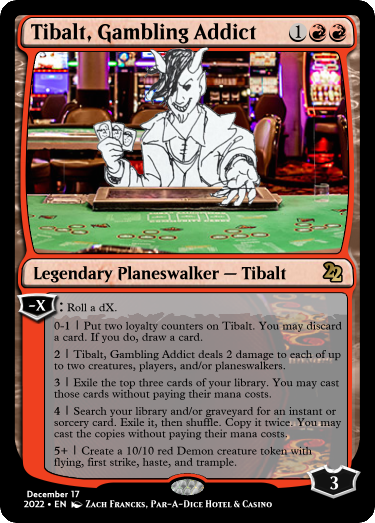 Tibalt, Gambling Addict 1
Legendary Planeswalker — Tibalt
-X : Roll a dX.
0-1 | Put two loyalty counters on Tibalt. You may discard
a card. If you do, draw a card.
2 | Tibalt, Gambling Addict deals 2 damage to each of up
to two creatures, players, and/or planeswalkers.
3 | Exile the top three cards of your library. You may cast
those cards without paying their mana costs.
4 | Search your library and/or graveyard for an instant or
sorcery card. Exile it, then shuffle. Copy it twice. You may
cast the copies without paying their mana costs.
5+ | Create a 10/10 red Demon creature token with
flying, first strike, haste, and trample.
3
December 17
2022 • EN Zach Francks, Par-A-Dice Hotel & Casino